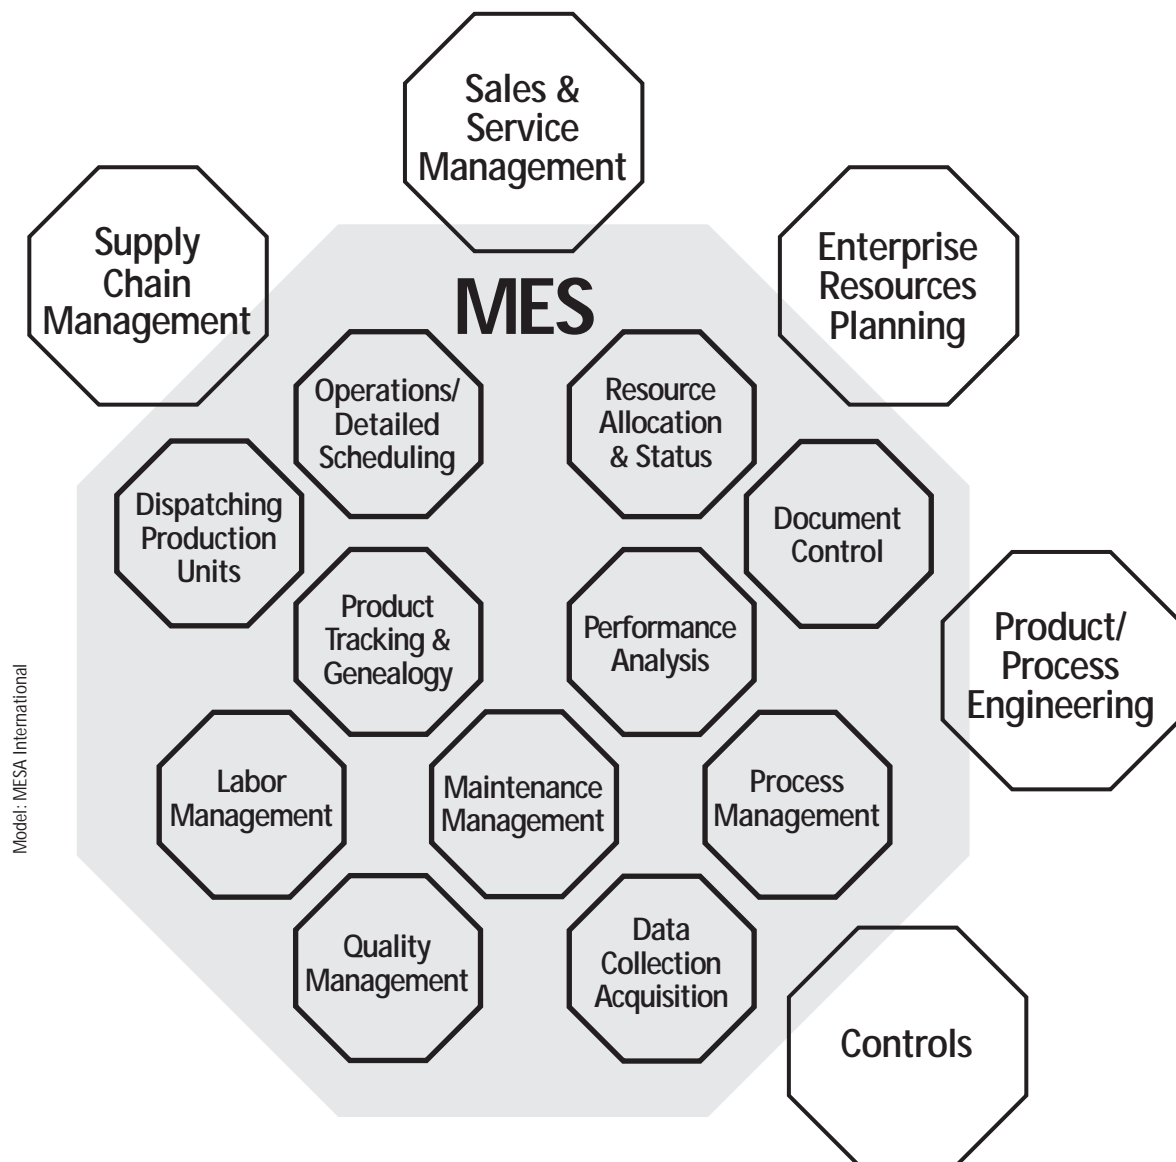 Sales &
Service
Management
Supply
Chain
Management
Enterprise
Resources
Planning
MES
Operations/
Detailed
Scheduling
Resource
Allocation
& Status
Dispatching
Production
Units
Document
Control
Product
Tracking &
Genealogy
Performance
Analysis
Product/
Process
Engineering
Labor
Management
Maintenance
Management
Process
Management
Quality
Management
Data
Collection
Acquisition
Controls
Model: MESA International